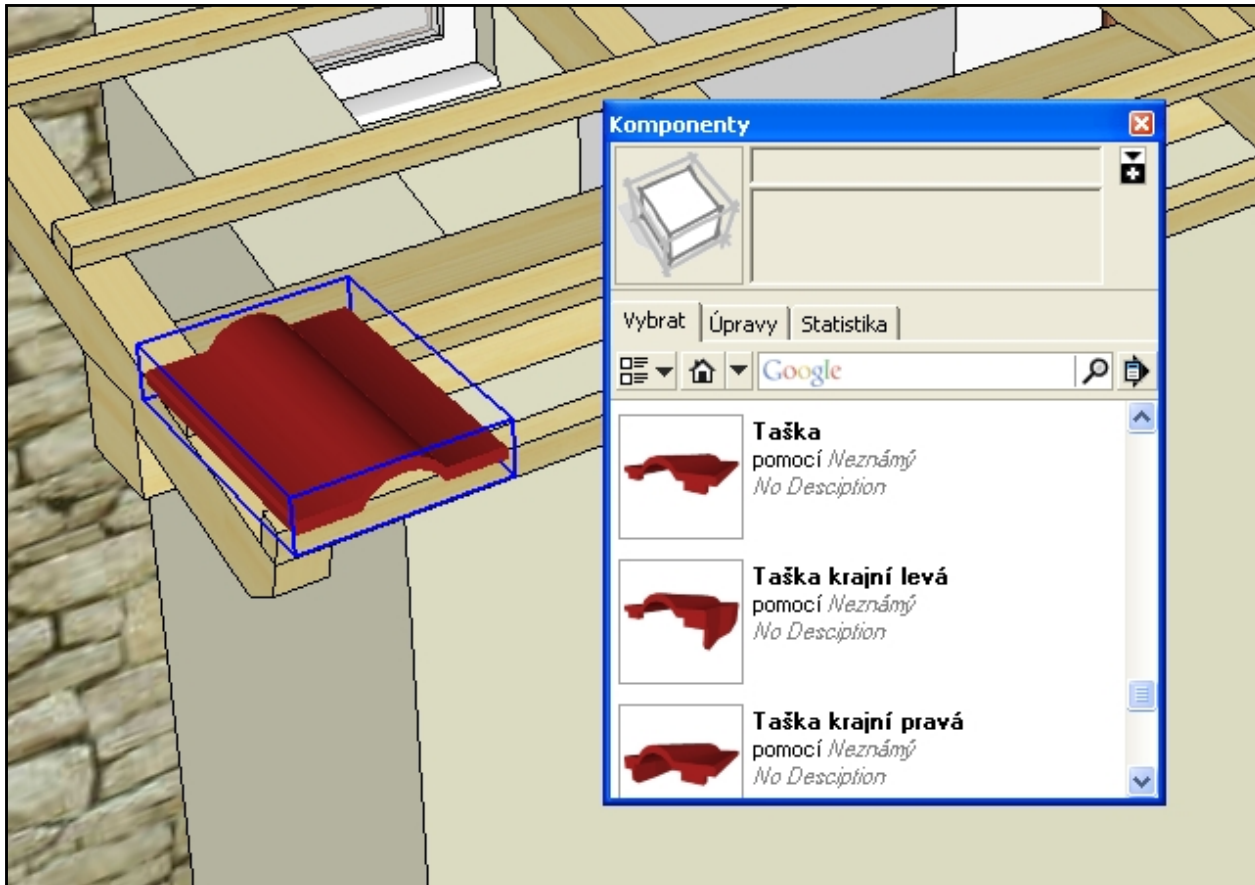 Komponenty
Vybrat Úpravy Statistika
Google
Taška
pomocí Neznámý
No Desciption
Taška krajní levá
pomocí Neznámý
No Desciption
Taška krajní pravá
pomocí Neznámý
No Desciption